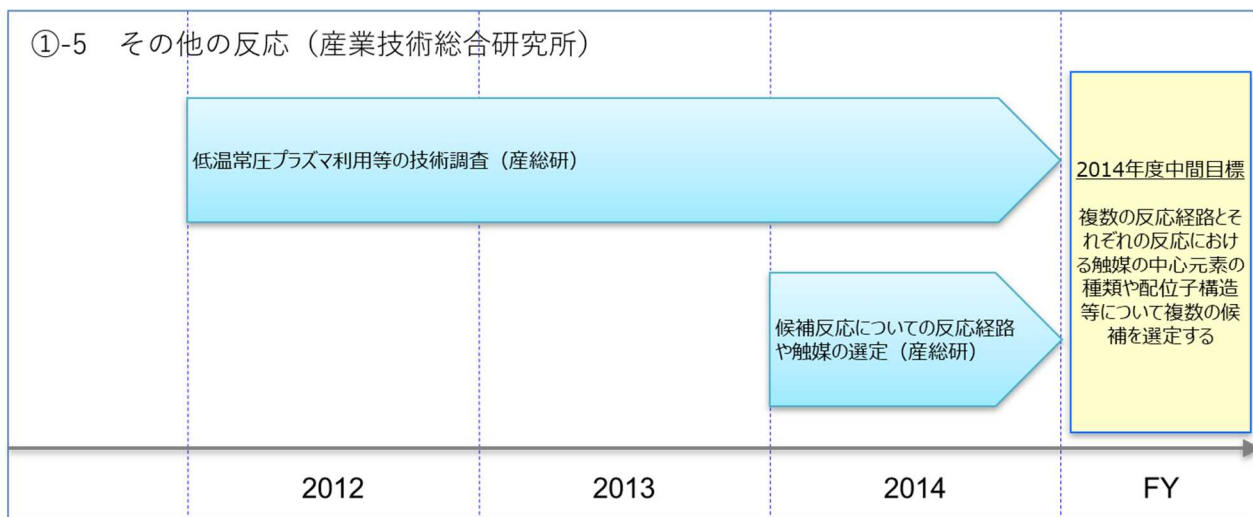 ①-5　その他の反応（産業技術総合研究所）
低温常圧プラズマ利用等の技術調査（産総研）
候補反応についての反応経路
や触媒の選定（産総研）
2014年度中間目標
複数の反応経路とそ
れぞれの反応におけ
る触媒の中心元素の
種類や配位子構造
等について複数の候
補を選定する
2012
2013
2014
FY